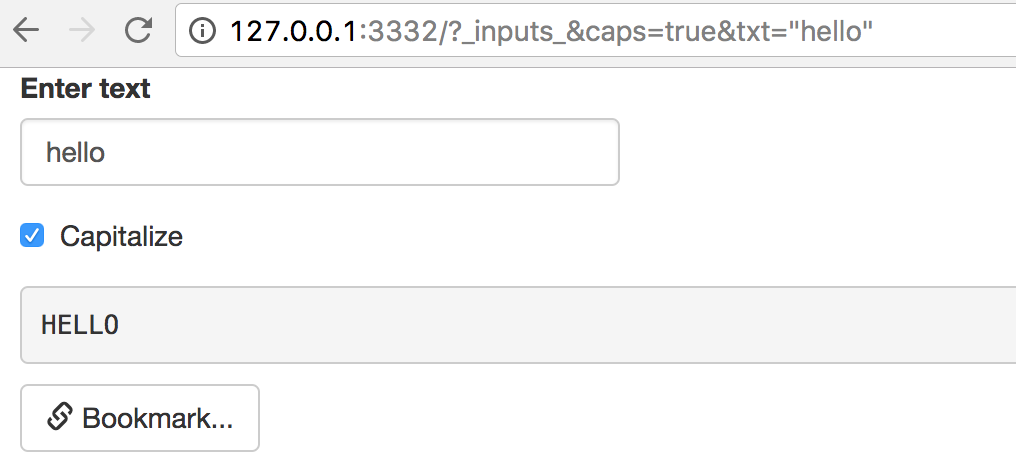 127.0.0.1:3332/?_inputs_&caps=true&txt="hello"
Enter text
hello
Capitalize
HELLO
Bookmark...